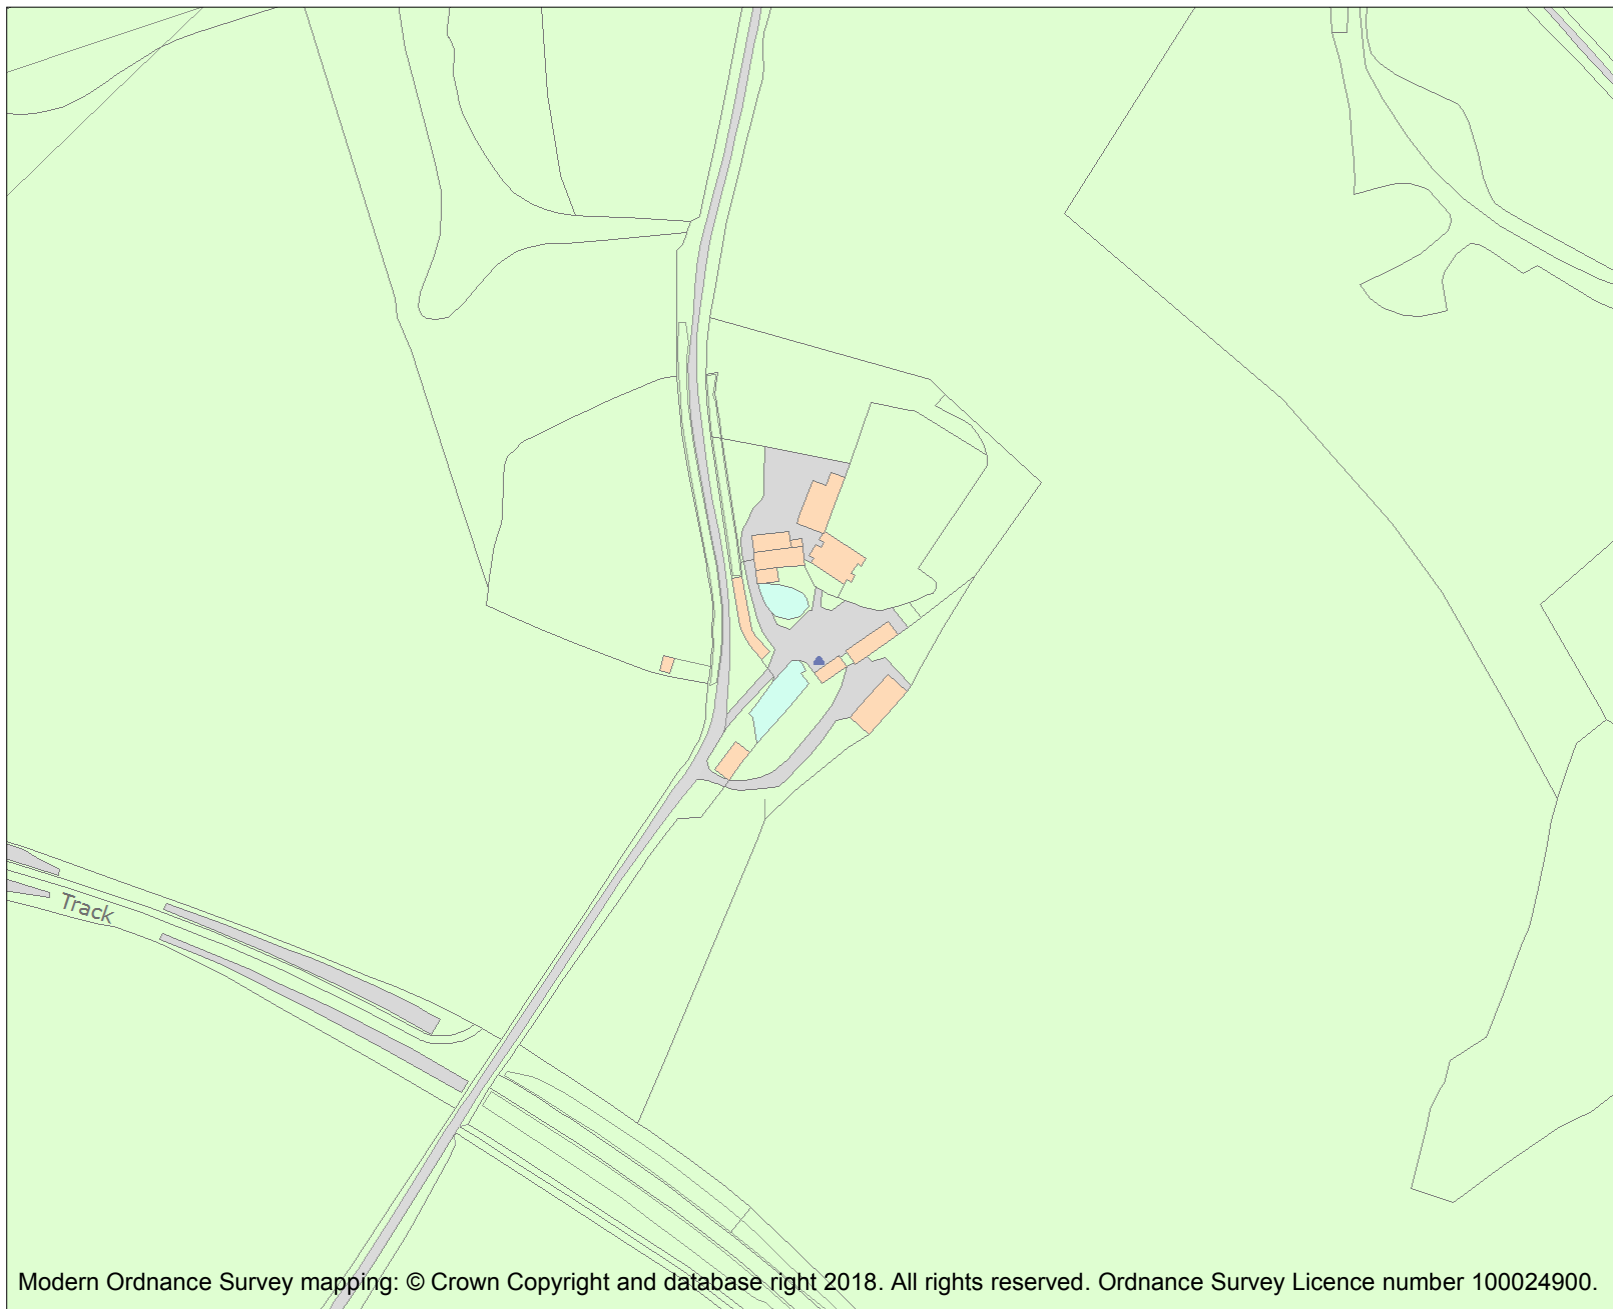 Track
Modern Ordnance Survey mapping: © Crown Copyright and database right 2018. All rights reserved. Ordnance Survey Licence number 100024900.